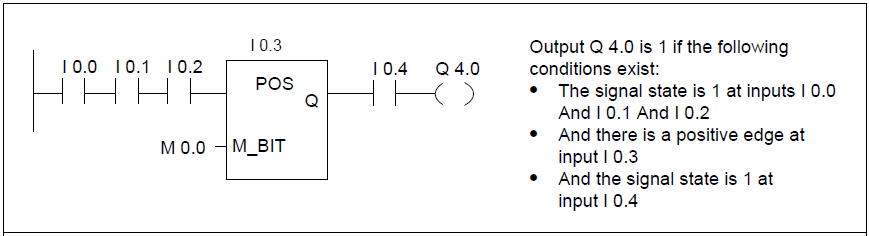 I 0.3
I 0.0 I 0.1 I 0.2
I 0.4 Q 4.0
POS
Q
M 0.0 M_BIT
Output Q 4.0 is 1 if the following
conditions exist:
• The signal state is 1 at inputs I 0.0
And I 0.1 And I 0.2
• And there is a positive edge at
input I 0.3
• And the signal state is 1 at
input I 0.4